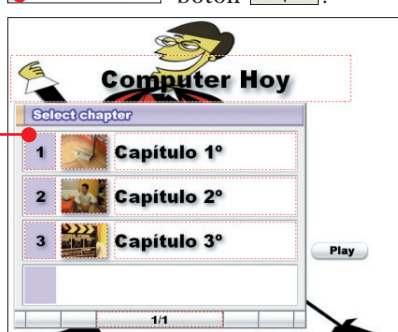 botón
Computer Hoy
Select chapter
1 Capítulo 1º
2 Capítulo 2º
3 Capítulo 3º
Play
1/1